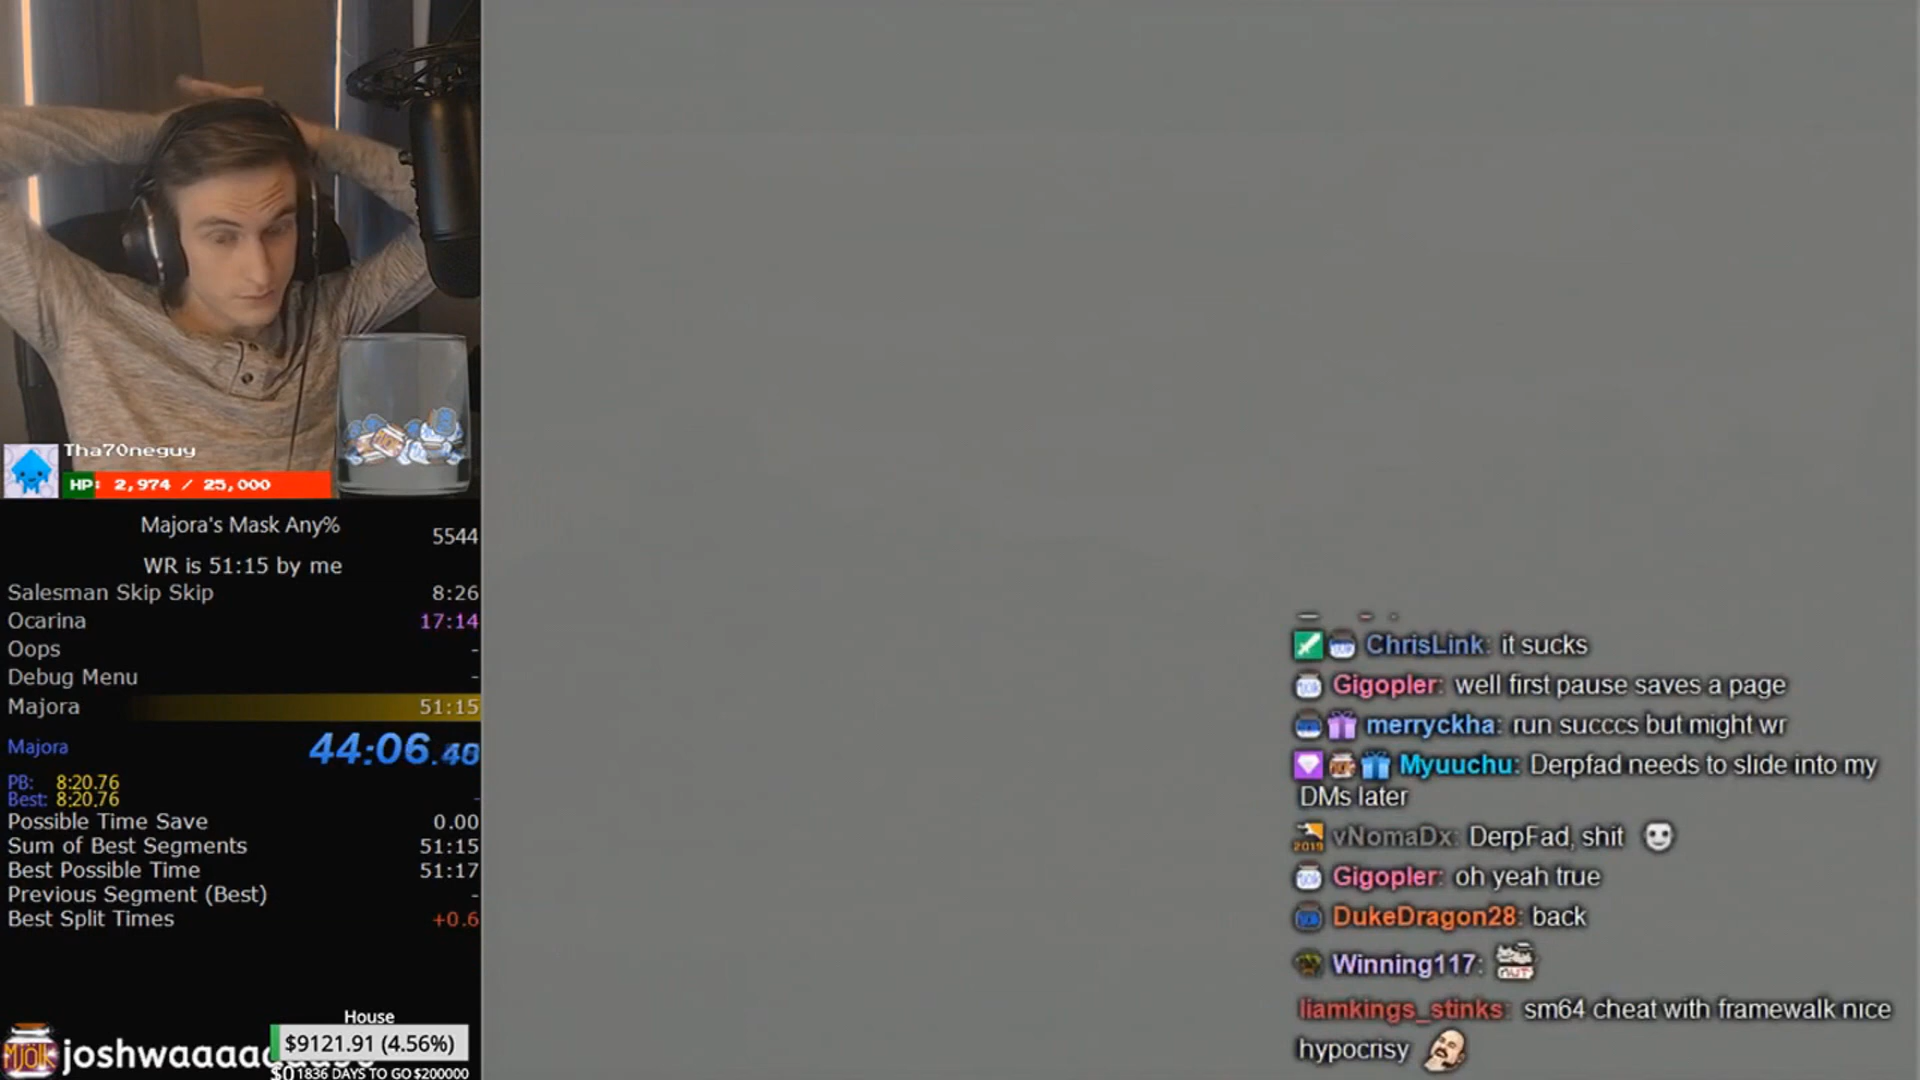 Tha70neguy
HP: 2,974 / 25,000
Majora's Mask Any%
5544
WR is 51:15 by me
Salesman Skip Skip 8:26
Ocarina 17:14
Oops -
Debug Menu -
Majora 51:15
Majora 44:06.48
PB: 8:20.76
Best: 8:20.76 -
Possible Time Save 0.00
Sum of Best Segments 51:15
Best Possible Time 51:17
Previous Segment (Best) -
Best Split Times +0.6
House
$9121.91 (4.56%)
$0 1836 DAYS TO GO $200000
MJÖLK
ChrisLink: it sucks
Gigopler: well first pause saves a page
merryckha: run succcs but might wr
Myuuchu: Derpfad needs to slide into my
DMs later
2019 vNomaDx: DerpFad, shit
Gigopler: oh yeah true
DukeDragon28: back
Winning117:
liamkings_stinks: sm64 cheat with framewalk nice
hypocrisy